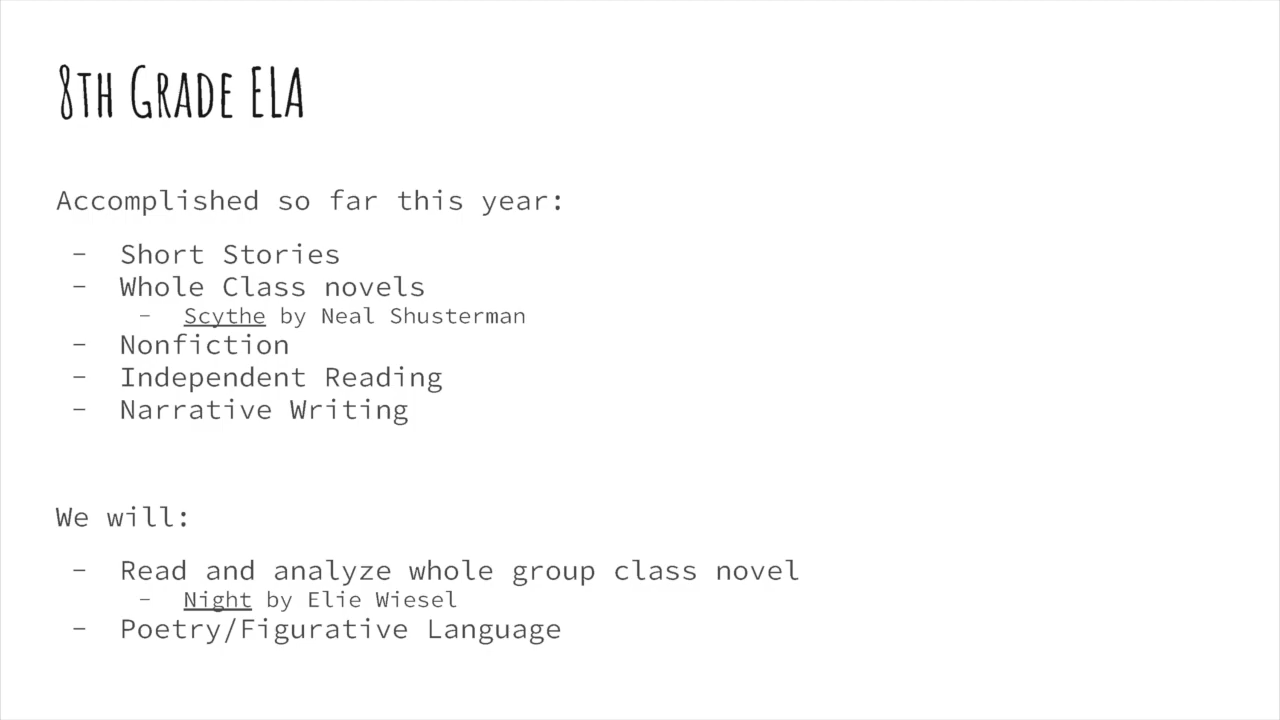 8th Grade ELA
Accomplished so far this year:
- Short Stories
- Whole Class novels
- Scythe by Neal Shusterman
- Nonfiction
- Independent Reading
- Narrative Writing
We will:
- Read and analyze whole group class novel
- Night by Elie Wiesel
- Poetry/Figurative Language